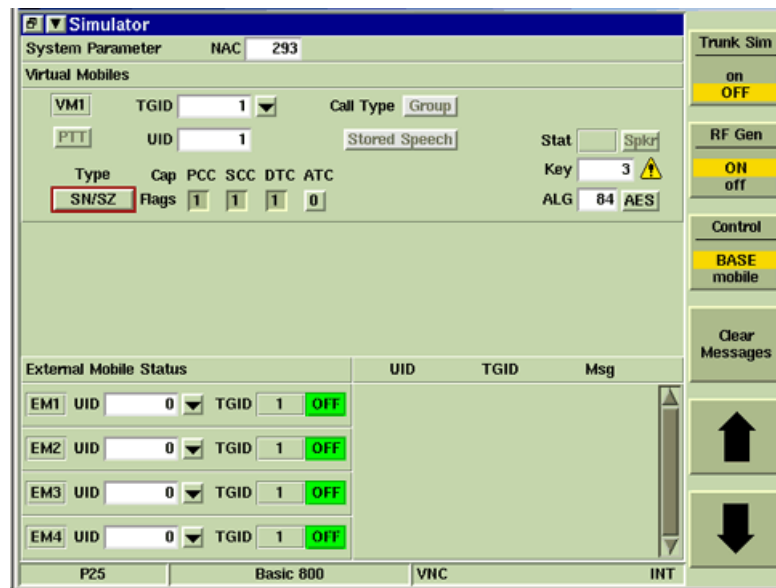 Simulator
System Parameter NAC 293
Virtual Mobiles
VM1 TGID 1 Call Type Group
PTT UID 1 Stored Speech Stat Spkr
Type Cap PCC SCC DTC ATC Key 3
SN/SZ Flags 1 1 1 0 ALG 84 AES
External Mobile Status UID TGID Msg
EM1 UID 0 TGID 1 OFF
EM2 UID 0 TGID 1 OFF
EM3 UID 0 TGID 1 OFF
EM4 UID 0 TGID 1 OFF
P25 Basic 800 VNC INT
Trunk Sim
on
OFF
RF Gen
ON
off
Control
BASE
mobile
Clear
Messages